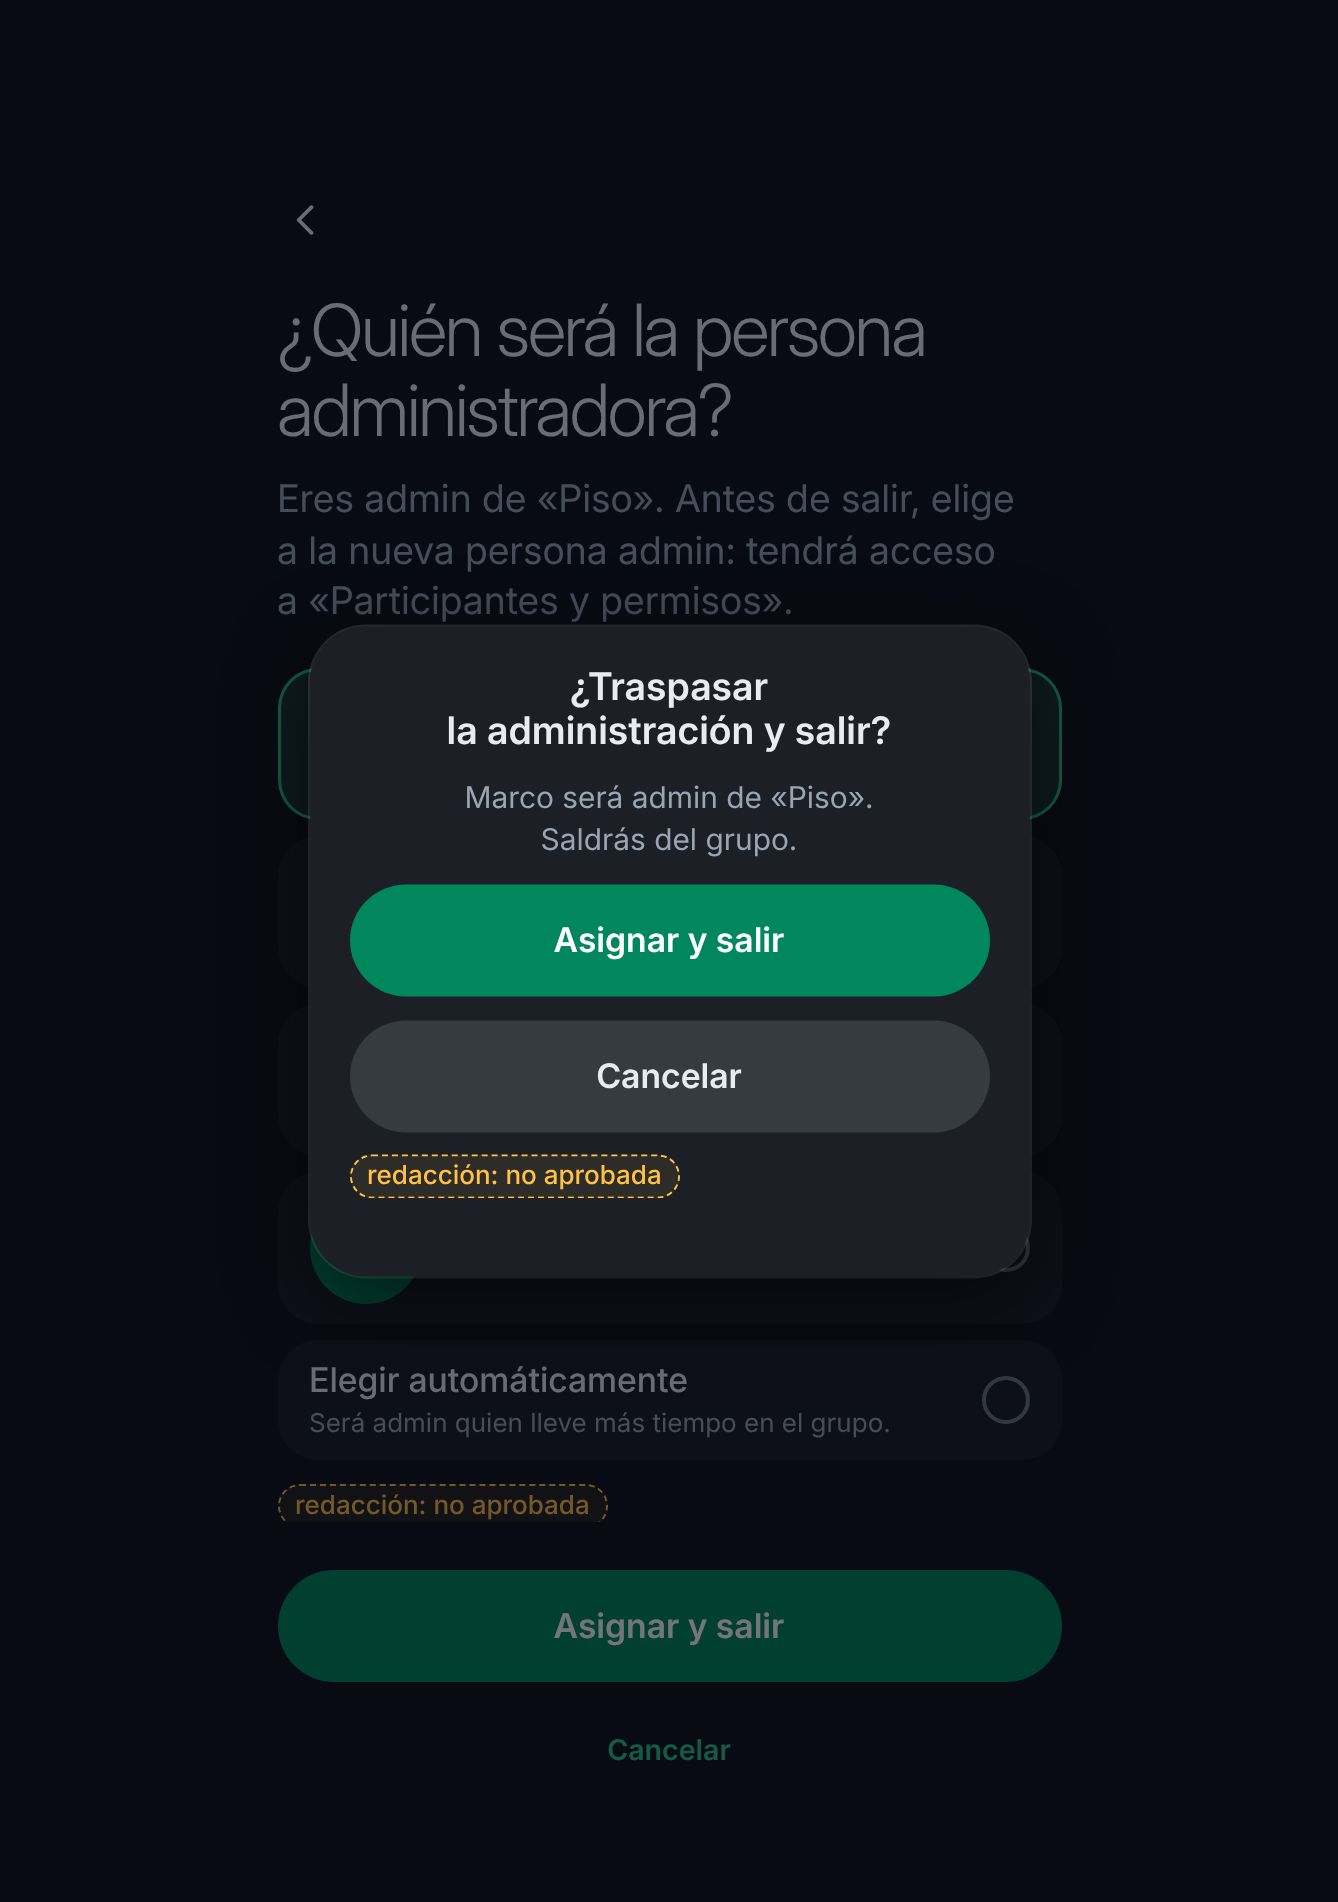 ¿Quién será la persona
administradora?
Eres admin de «Piso». Antes de salir, elige
a la nueva persona admin: tendrá acceso
a «Participantes y permisos».
¿Traspasar
la administración y salir?
Marco será admin de «Piso».
Saldrás del grupo.
Asignar y salir
Cancelar
redacción: no aprobada
Elegir automáticamente
Será admin quien lleve más tiempo en el grupo.
redacción: no aprobada
Asignar y salir
Cancelar